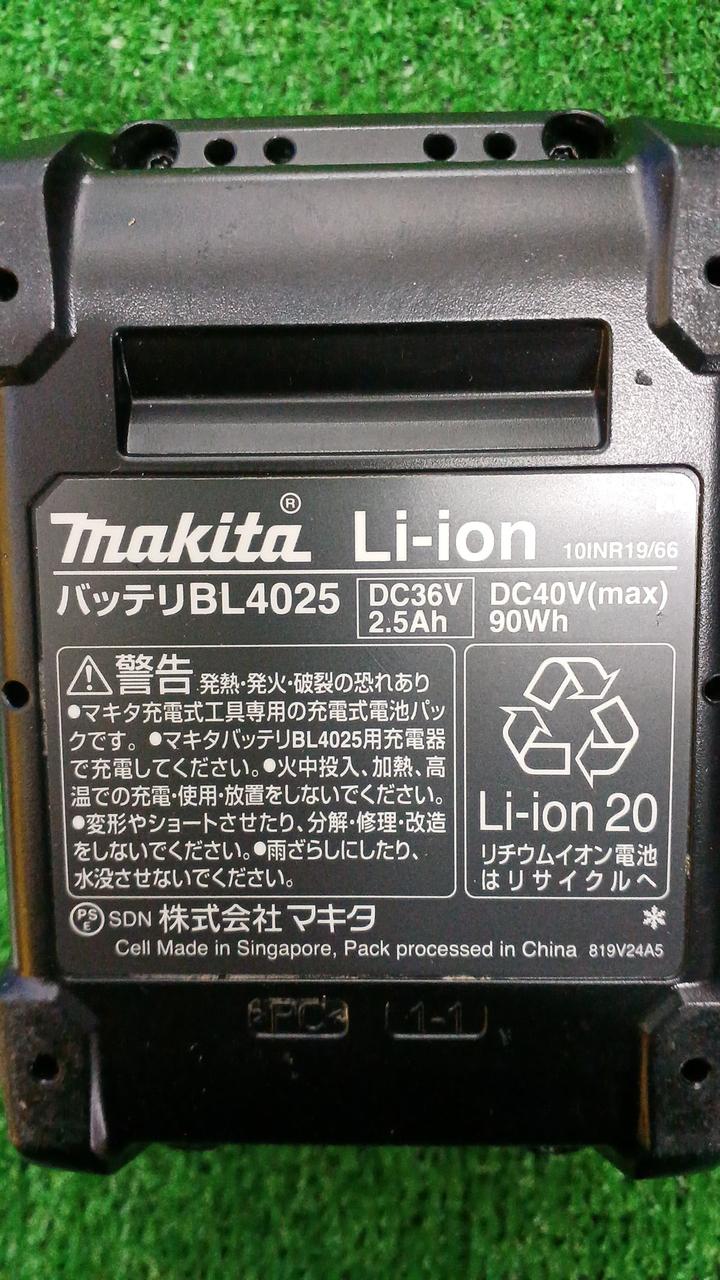 makita® Li-ion 10INR19/66
バッテリBL4025 DC36V 2.5Ah DC40V(max) 90Wh
⚠警告 発熱・発火・破裂の恐れあり
●マキタ充電式工具専用の充電式電池パッ
クです。●マキタバッテリBL4025用充電器
で充電してください。●火中投入、加熱、高
温での充電・使用・放置をしないでください。
●変形やショートさせたり、分解・修理・改造
をしないでください。●雨ざらしにしたり、
水没させないでください。
Li-ion 20
リチウムイオン電池
はリサイクルへ
PSE SDN 株式会社 マキタ
Cell Made in Singapore, Pack processed in China 819V24A5
>PC< 1-1